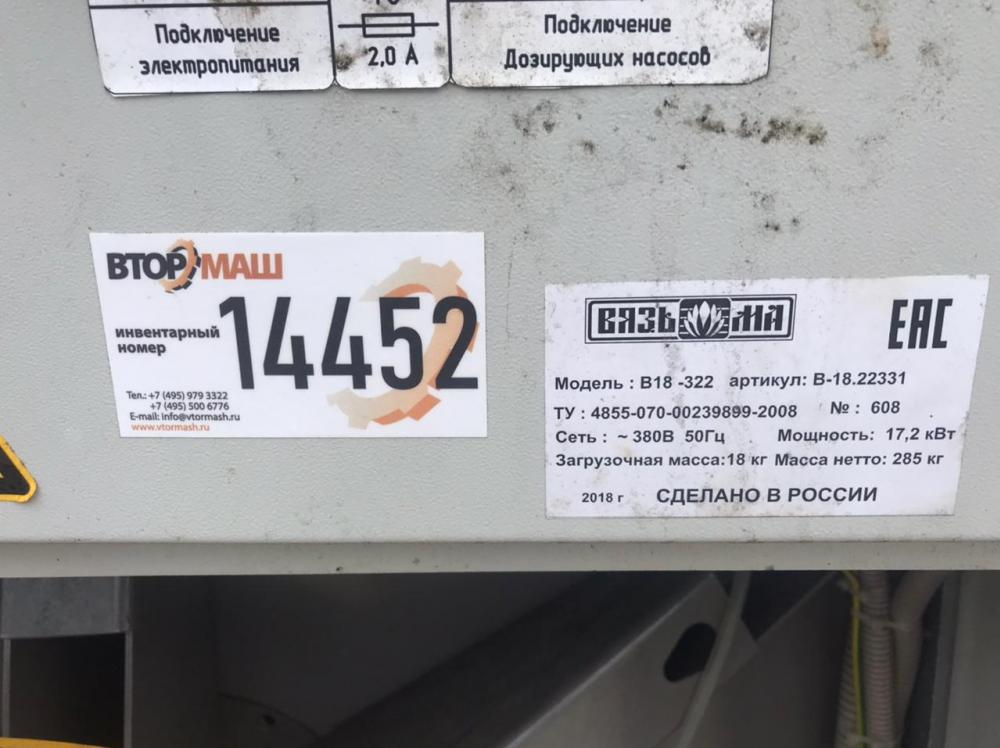 Подключение
электропитания
2,0 А
Подключение
Дозирующих насосов
ВТОРМАШ
инвентарный
номер
14452
Тел.: +7 (495) 979 3322
+7 (495) 500 6776
E-mail: info@vtormash.ru
www.vtormash.ru
ВЯЗЬМА
EAC
Модель : В18 -322 артикул: В-18.22331
ТУ : 4855-070-00239899-2008 № : 608
Сеть : ~ 380В 50Гц Мощность: 17,2 кВт
Загрузочная масса:18 кг Масса нетто: 285 кг
2018 г СДЕЛАНО В РОССИИ